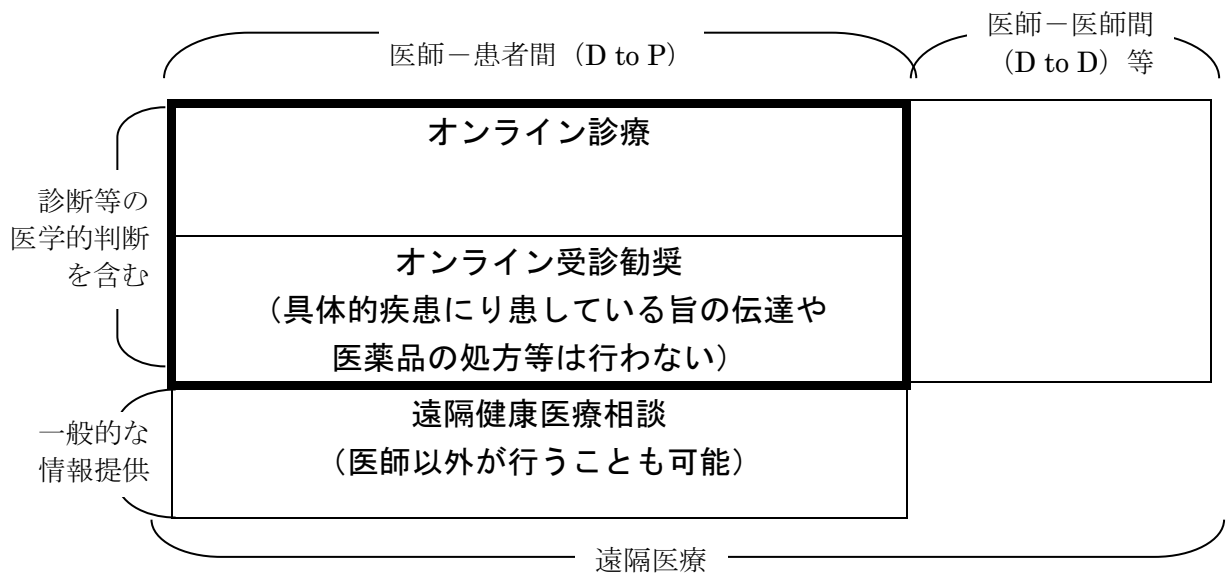 医師－患者間（D to P）
医師－医師間
（D to D）等
診断等の
医学的判断
を含む
オンライン診療
オンライン受診勧奨
（具体的疾患にり患している旨の伝達や
医薬品の処方等は行わない）
一般的な
情報提供
遠隔健康医療相談
（医師以外が行うことも可能）
遠隔医療